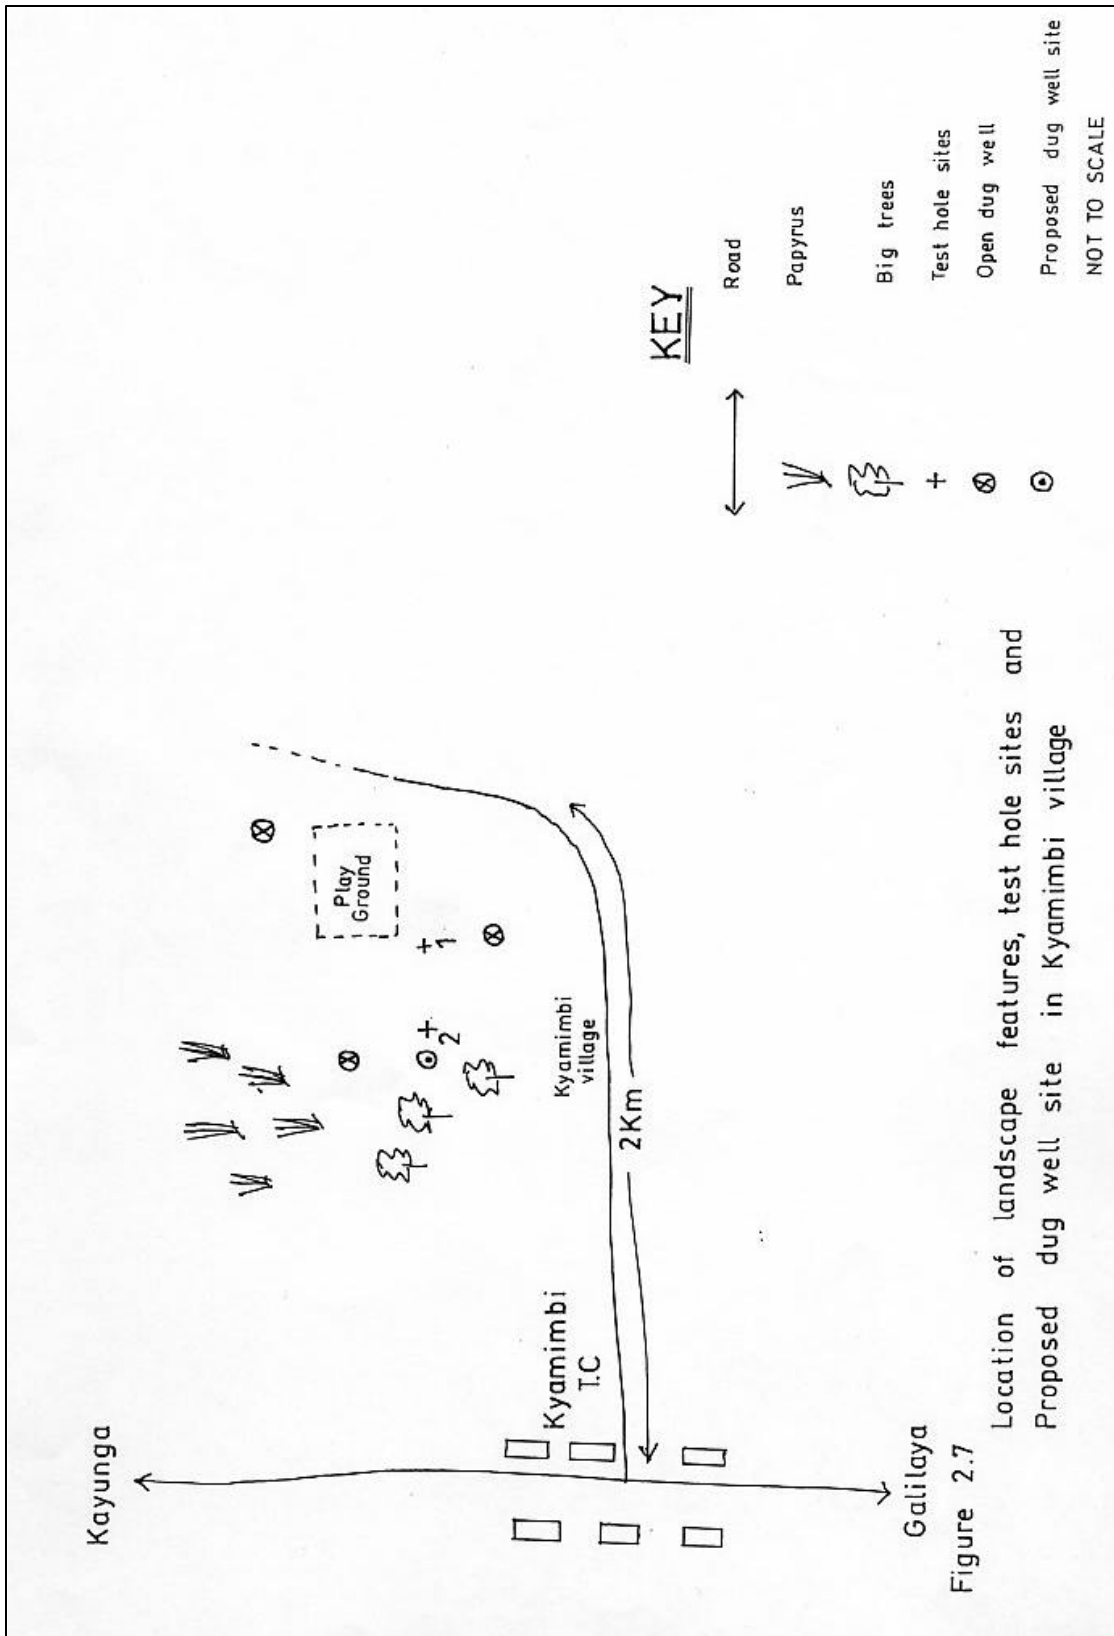 Kayunga
Kyamimbi
T.C
Play
Ground
1
2
Kyamimbi
village
2Km
Galilaya
KEY
Road
Papyrus
Big trees
Test hole sites
Open dug well
Proposed dug well site
NOT TO SCALE
Figure 2.7
Location of landscape features, test hole sites and
Proposed dug well site in Kyamimbi village